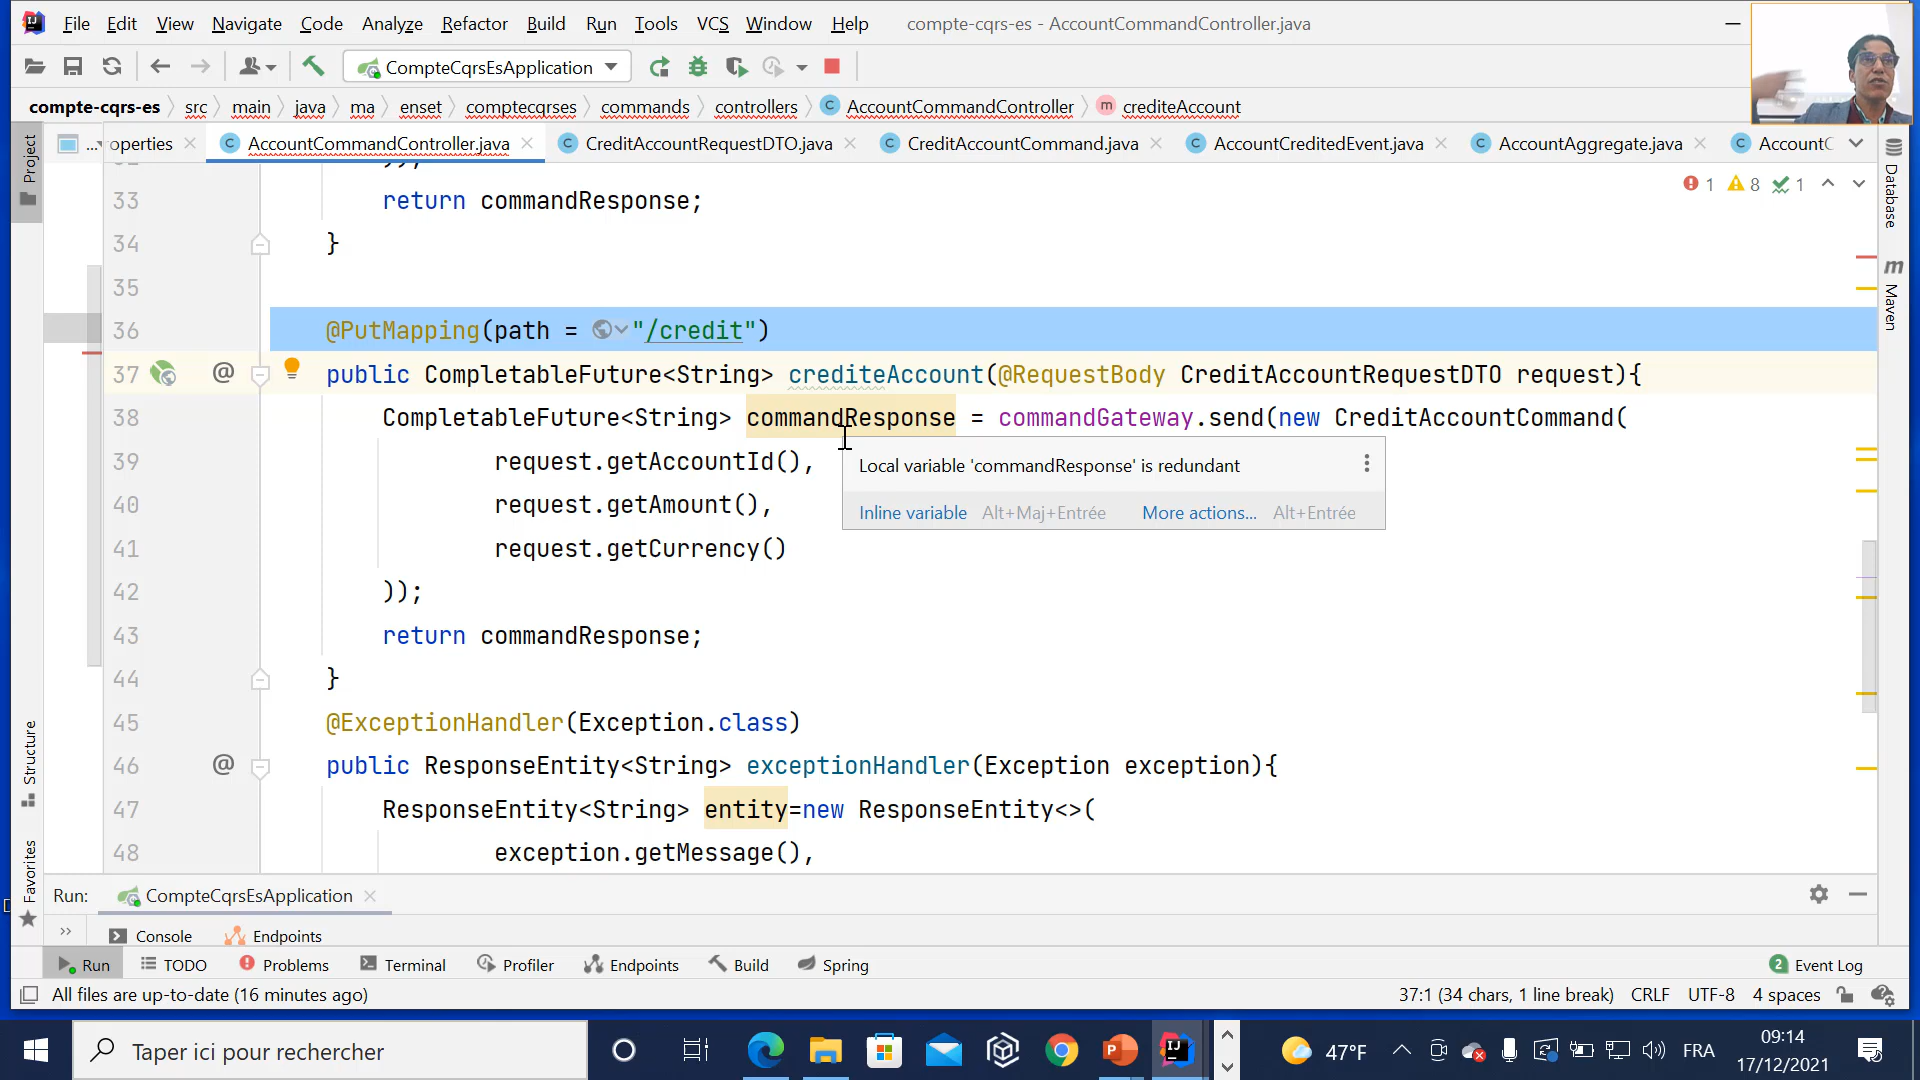 File Edit View Navigate Code Analyze Refactor Build Run Tools VCS Window Help compte-cqrs-es - AccountCommandController.java
CompteCqrsEsApplication
compte-cqrs-es src main java ma enset comptecqrses commands controllers AccountCommandController crediteAccount
... operties AccountCommandController.java CreditAccountRequestDTO.java CreditAccountCommand.java AccountCreditedEvent.java AccountAggregate.java AccountC
1 8 1
33 return commandResponse;
34 }
35
36 @PutMapping(path = "/credit")
37 @ public CompletableFuture<String> crediteAccount(@RequestBody CreditAccountRequestDTO request){
38 CompletableFuture<String> commandResponse = commandGateway.send(new CreditAccountCommand(
39 request.getAccountId(),
Local variable 'commandResponse' is redundant
Inline variable Alt+Maj+Entrée More actions... Alt+Entrée
40 request.getAmount(),
41 request.getCurrency()
42 ));
43 return commandResponse;
44 }
45 @ExceptionHandler(Exception.class)
46 @ public ResponseEntity<String> exceptionHandler(Exception exception){
47 ResponseEntity<String> entity=new ResponseEntity<>(
48 exception.getMessage(),
Project
Structure
Favorites
Database
Maven
Run: CompteCqrsEsApplication
Console Endpoints
Run TODO Problems Terminal Profiler Endpoints Build Spring 2 Event Log
All files are up-to-date (16 minutes ago) 37:1 (34 chars, 1 line break) CRLF UTF-8 4 spaces
Taper ici pour rechercher 47°F FRA 09:14
17/12/2021